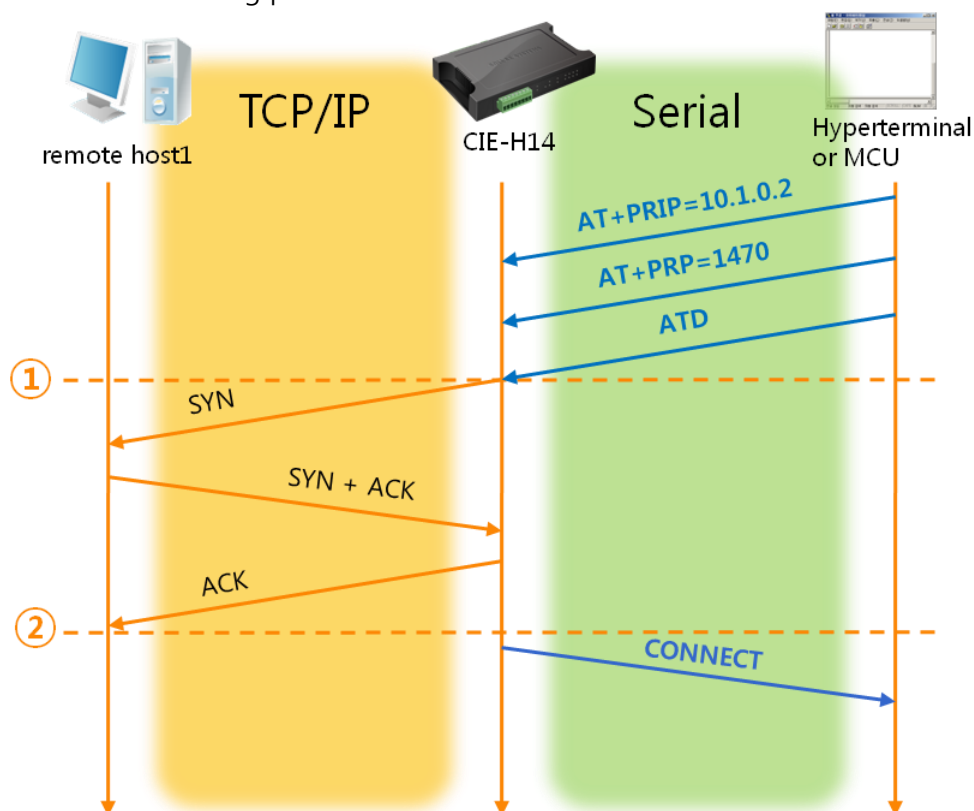 TCP/IP
Serial
remote host1
CIE-H14
Hyperterminal
or MCU
AT+PRIP=10.1.0.2
AT+PRP=1470
ATD
①
SYN
SYN + ACK
ACK
②
CONNECT